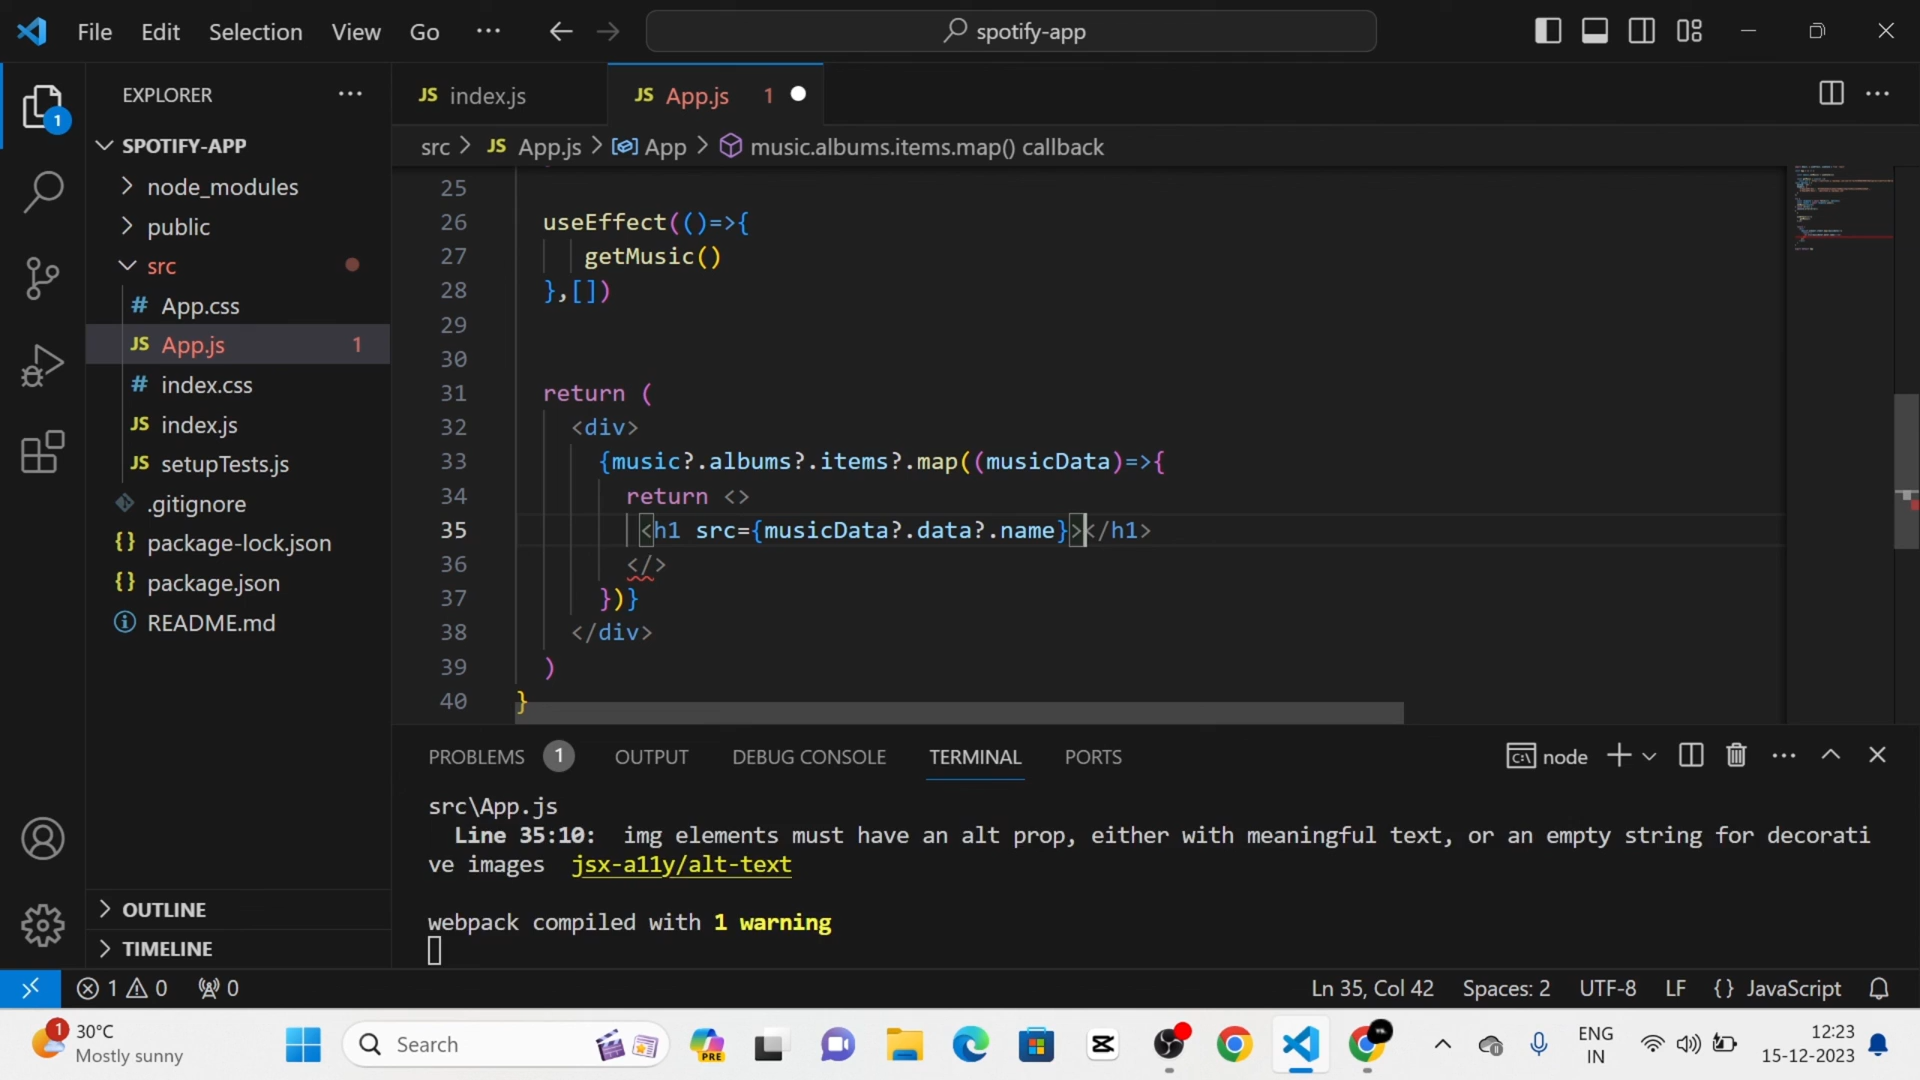 File Edit Selection View Go ··· spotify-app
EXPLORER ···
1
SPOTIFY-APP
node_modules
public
src
# App.css
JS App.js 1
# index.css
JS index.js
JS setupTests.js
.gitignore
{} package-lock.json
{} package.json
README.md
OUTLINE
TIMELINE
JS index.js JS App.js 1
src > JS App.js > App > music.albums.items.map() callback
25
26 useEffect(()=>{
27 getMusic()
28 },[])
29
30
31 return (
32 <div>
33 {music?.albums?.items?.map((musicData)=>{
34 return <>
35 <h1 src={musicData?.data?.name}></h1>
36 </>
37 })}
38 </div>
39 )
40 }
PROBLEMS 1 OUTPUT DEBUG CONSOLE TERMINAL PORTS node
src\App.js
Line 35:10: img elements must have an alt prop, either with meaningful text, or an empty string for decorati
ve images jsx-a11y/alt-text
webpack compiled with 1 warning
1 0 0 Ln 35, Col 42 Spaces: 2 UTF-8 LF {} JavaScript
1 30°C
Mostly sunny
Search
PRE
ENG
IN
12:23
15-12-2023